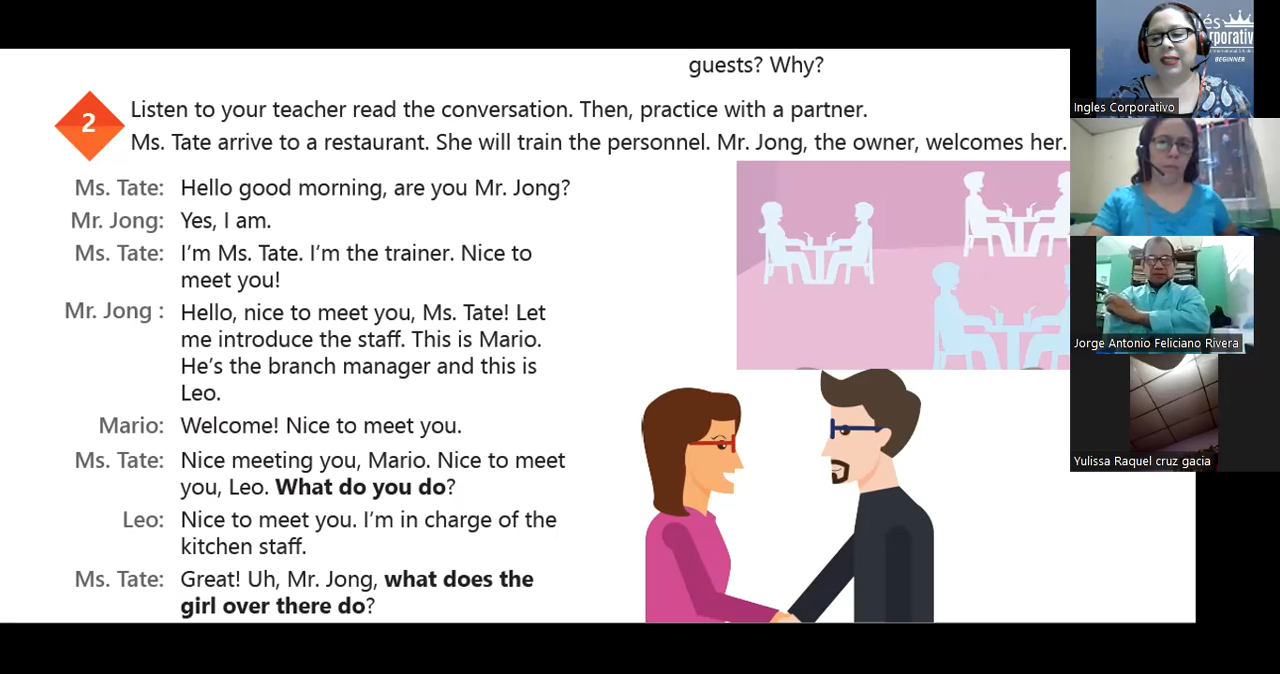 guests? Why?
2
Listen to your teacher read the conversation. Then, practice with a partner.
Ms. Tate arrive to a restaurant. She will train the personnel. Mr. Jong, the owner, welcomes her.
Ms. Tate: Hello good morning, are you Mr. Jong?
Mr. Jong: Yes, I am.
Ms. Tate: I'm Ms. Tate. I'm the trainer. Nice to
meet you!
Mr. Jong : Hello, nice to meet you, Ms. Tate! Let
me introduce the staff. This is Mario.
He's the branch manager and this is
Leo.
Mario: Welcome! Nice to meet you.
Ms. Tate: Nice meeting you, Mario. Nice to meet
you, Leo. What do you do?
Leo: Nice to meet you. I'm in charge of the
kitchen staff.
Ms. Tate: Great! Uh, Mr. Jong, what does the
girl over there do?
BEGINNER
Ingles Corporativo
Jorge Antonio Feliciano Rivera
Yulissa Raquel cruz gacia